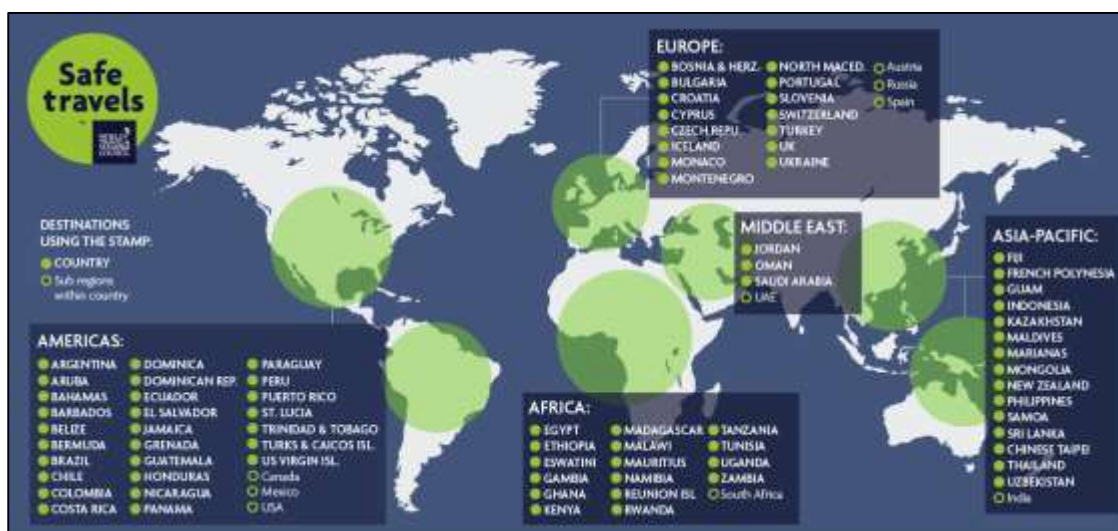 Safe
travels
DESTINATIONS
USING THE STAMP:
COUNTRY
Sub regions
within country
EUROPE:
BOSNIA & HERZ.
BULGARIA
CROATIA
CYPRUS
CZECH REPU.
ICELAND
MONACO
MONTENEGRO
NORTH MACED.
PORTUGAL
SLOVENIA
SWITZERLAND
TURKEY
UK
UKRAINE
Austria
Russia
Spain
MIDDLE EAST:
JORDAN
OMAN
SAUDI ARABIA
UAE
ASIA-PACIFIC:
FIJI
FRENCH POLYNESIA
GUAM
INDONESIA
KAZAKHSTAN
MALDIVES
MARIANAS
MONGOLIA
NEW ZEALAND
PHILIPPINES
SAMOA
SRI LANKA
CHINESE TAIPEI
THAILAND
UZBEKISTAN
India
AMERICAS:
ARGENTINA
ARUBA
BAHAMAS
BARBADOS
BELIZE
BERMUDA
BRAZIL
CHILE
COLOMBIA
COSTA RICA
DOMINICA
DOMINICAN REP.
ECUADOR
EL SALVADOR
JAMAICA
GRENADA
GUATEMALA
HONDURAS
NICARAGUA
PANAMA
PARAGUAY
PERU
PUERTO RICO
ST. LUCIA
TRINIDAD & TOBAGO
TURKS & CAICOS ISL.
US VIRGIN ISL.
Canada
Mexico
USA
AFRICA:
EGYPT
ETHIOPIA
ESWATINI
GAMBIA
GHANA
KENYA
MADAGASCAR
MALAWI
MAURITIUS
NAMIBIA
REUNION ISL
RWANDA
TANZANIA
TUNISIA
UGANDA
ZAMBIA
South Africa